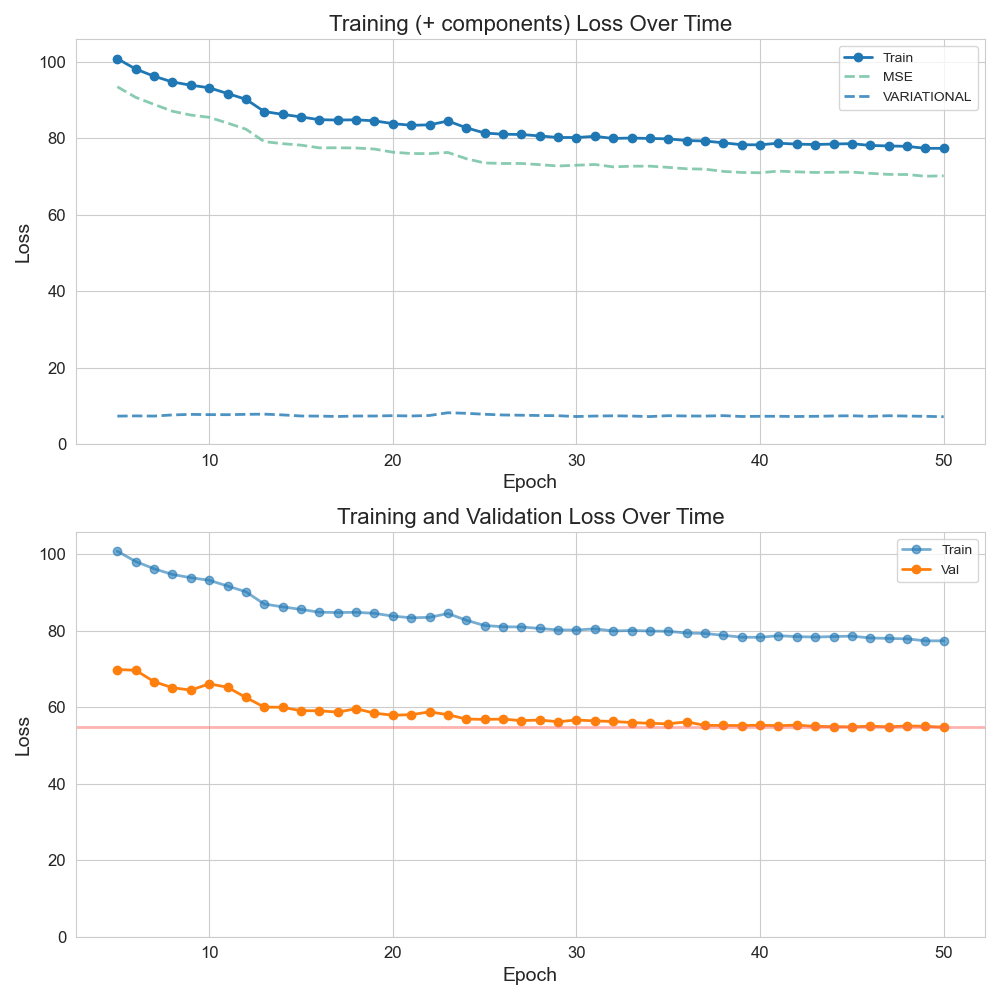 Training (+ components) Loss Over Time
Train
MSE
VARIATIONAL
100
80
60
40
20
0
Loss
10 20 30 40 50
Epoch
Training and Validation Loss Over Time
Train
Val
100
80
60
40
20
0
Loss
10 20 30 40 50
Epoch